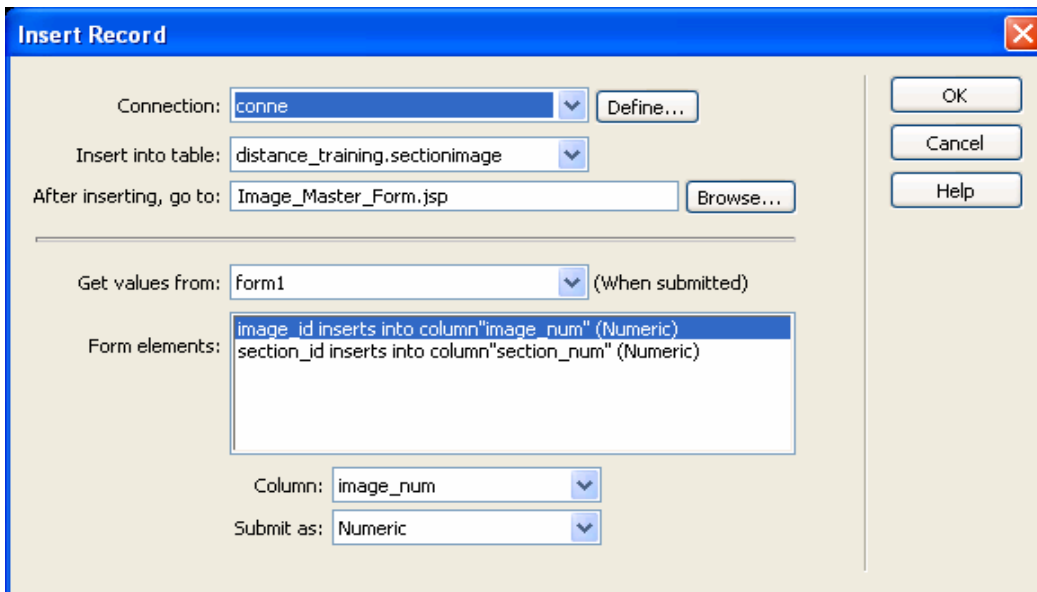 Insert Record
Connection: conne Define... OK
Insert into table: distance_training.sectionimage Cancel
After inserting, go to: Image_Master_Form.jsp Browse... Help
Get values from: form1 (When submitted)
Form elements: image_id inserts into column"image_num" (Numeric)
section_id inserts into column"section_num" (Numeric)
Column: image_num
Submit as: Numeric